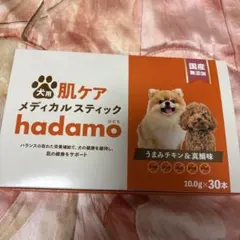 犬用
肌ケア
国産
無添加
メディカルスティック
hadamo
バランスの取れた栄養補給で、犬の健康を維持し、
肌の健康をサポート
うまみチキン&真鯛味
10.0g×30本